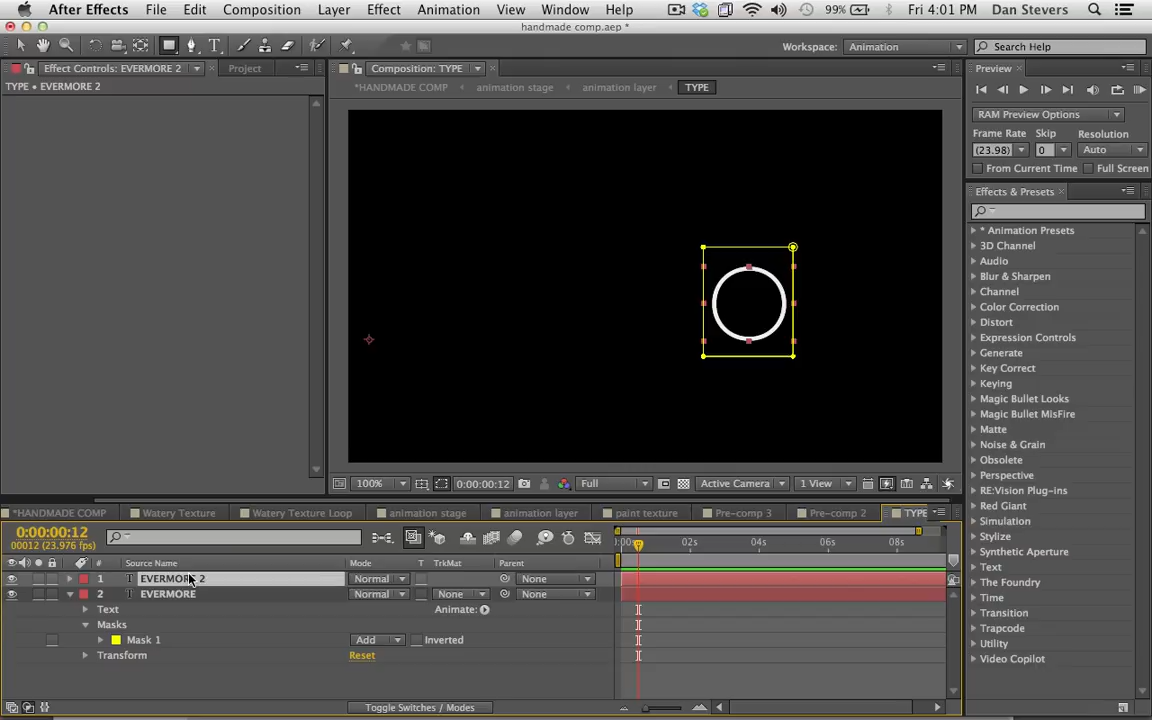 After Effects File Edit Composition Layer Effect Animation View Window Help 99% Fri 4:01 PM Dan Stevens
handmade comp.aep *
T Workspace: Animation Search Help
Effect Controls: EVERMORE 2 Project Composition: TYPE Preview
TYPE • EVERMORE 2 *HANDMADE COMP animation stage animation layer TYPE
RAM Preview Options
Frame Rate Skip Resolution
(23.98) 0 Auto
From Current Time Full Screen
Effects & Presets
* Animation Presets
3D Channel
Audio
Blur & Sharpen
Channel
Color Correction
Distort
Expression Controls
Generate
Key Correct
Keying
Magic Bullet Looks
Magic Bullet MisFire
Matte
Noise & Grain
Obsolete
Perspective
RE:Vision Plug-ins
Red Giant
Simulation
Stylize
Synthetic Aperture
Text
The Foundry
Time
Transition
Trapcode
Utility
Video Copilot
100% 0:00:00:12 Full Active Camera 1 View
*HANDMADE COMP Watery Texture Watery Texture Loop animation stage animation layer paint texture Pre-comp 3 Pre-comp 2 TYPE
0:00:00:12
00012 (23.976 fps)
02s 04s 06s 08s
# Source Name Mode T TrkMat Parent
1 T EVERMORE 2 Normal None
2 T EVERMORE Normal None None
Text Animate:
Masks
Mask 1 Add Inverted
Transform Reset
Toggle Switches / Modes